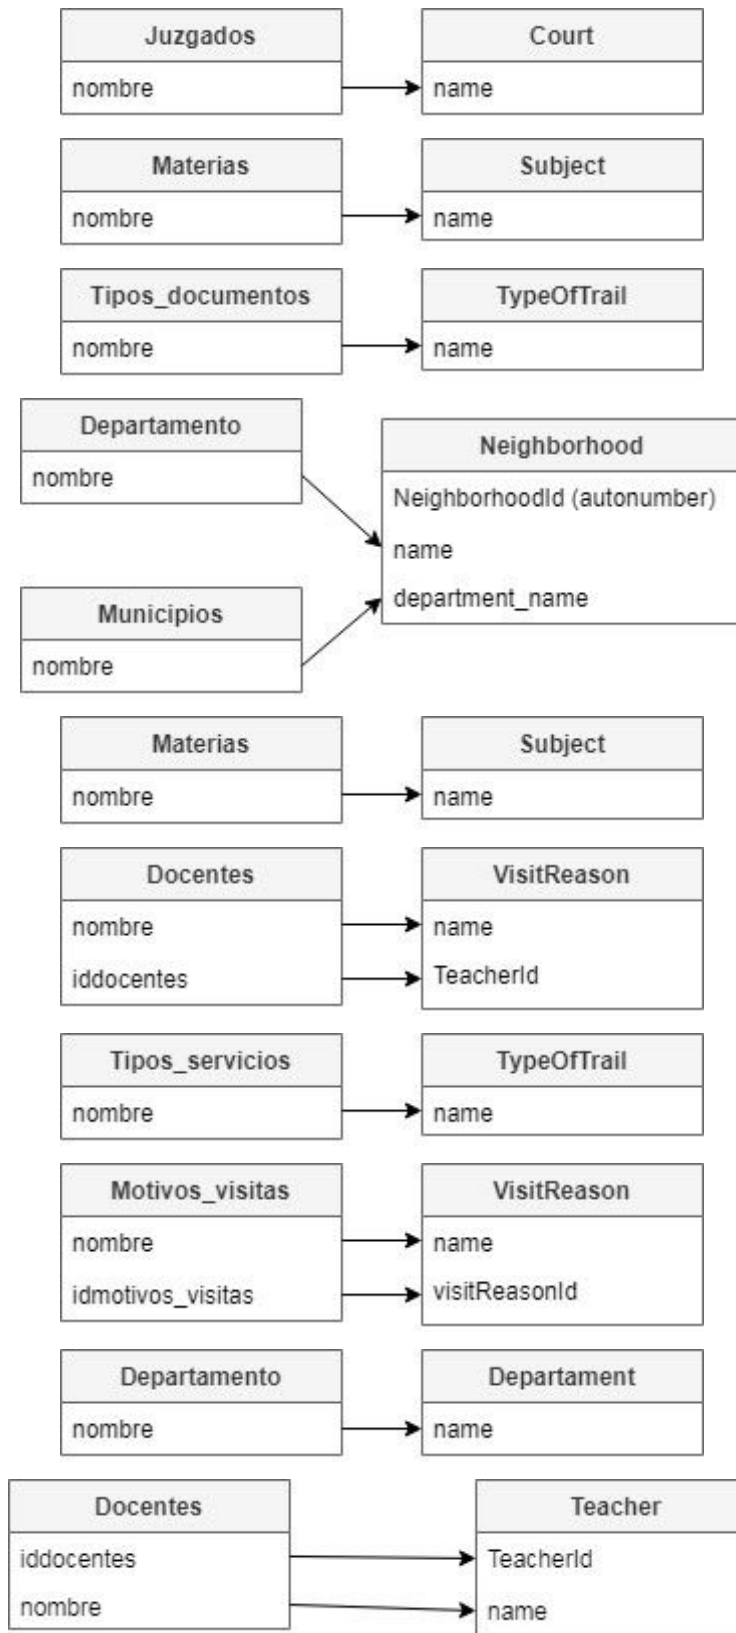 Juzgados
nombre
Court
name
Materias
nombre
Subject
name
Tipos_documentos
nombre
TypeOfTrail
name
Departamento
nombre
Municipios
nombre
Neighborhood
NeighborhoodId (autonumber)
name
department_name
Materias
nombre
Subject
name
Docentes
nombre
iddocentes
VisitReason
name
TeacherId
Tipos_servicios
nombre
TypeOfTrail
name
Motivos_visitas
nombre
idmotivos_visitas
VisitReason
name
visitReasonId
Departamento
nombre
Departament
name
Docentes
iddocentes
nombre
Teacher
TeacherId
name